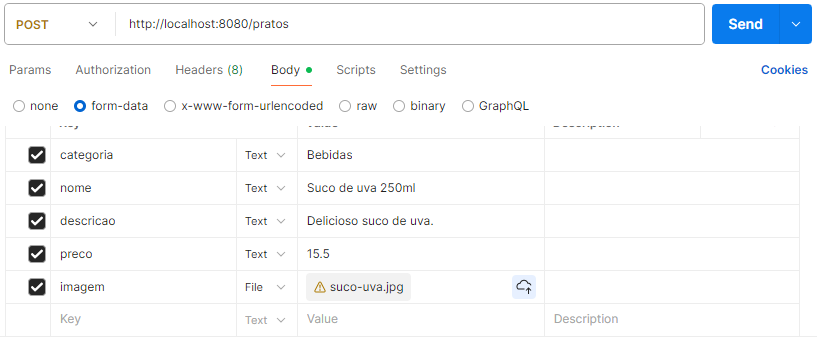 POST http://localhost:8080/pratos Send
Params Authorization Headers (8) Body Scripts Settings Cookies
none form-data x-www-form-urlencoded raw binary GraphQL
Key Value Description
categoria Text Bebidas
nome Text Suco de uva 250ml
descricao Text Delicioso suco de uva.
preco Text 15.5
imagem File suco-uva.jpg
Key Text Value Description